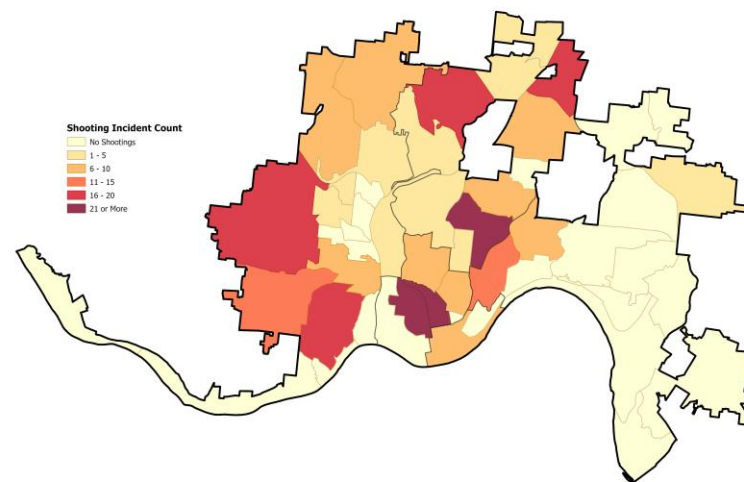 Shooting Incident Count
No Shootings
1 - 5
6 - 10
11 - 15
16 - 20
21 or More